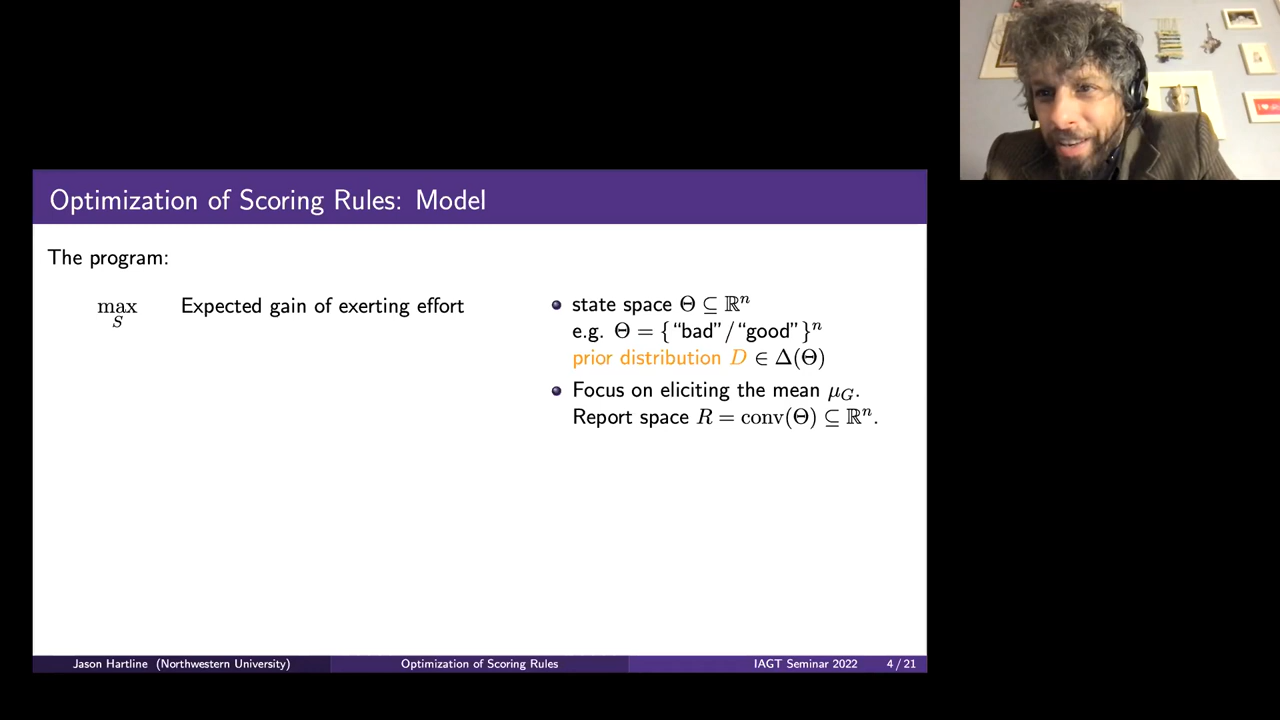 Optimization of Scoring Rules: Model
The program:
max
S
Expected gain of exerting effort
state space Θ ⊆ ℝⁿ
e.g. Θ = { “bad”/“good” }ⁿ
prior distribution D ∈ Δ(Θ)
Focus on eliciting the mean μ_G.
Report space R = conv(Θ) ⊆ ℝⁿ.
Jason Hartline (Northwestern University)
Optimization of Scoring Rules
IAGT Seminar 2022
4 / 21